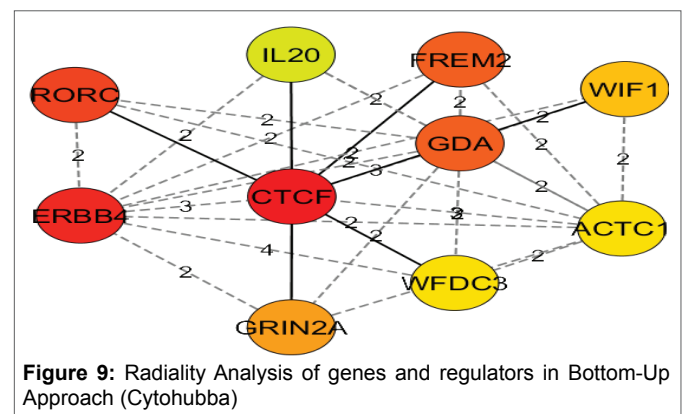 IL20
FREM2
RORC
WIF1
2
2
2
2
GDA
2
2
2
2
2
2
2
3
2
CTCF
3
2
2
2
ERBB4
ACTC1
4
2
2
WFDC3
GRIN2A
Figure 9: Radiality Analysis of genes and regulators in Bottom-Up
Approach (Cytohubba)